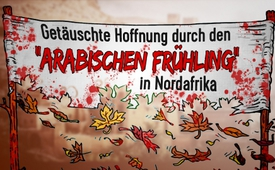 Getäuschte Hoffnung durch den
"ARABISCHEN FRÜHLING"
in Nordafrika